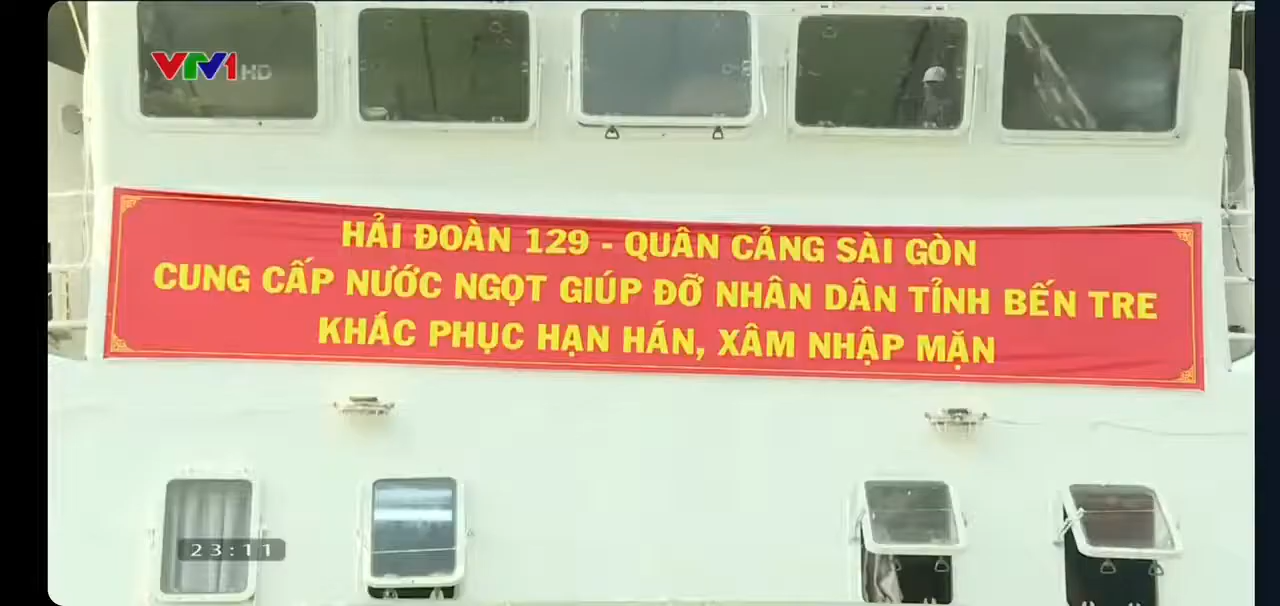 VTV1 HD
HẢI ĐOÀN 129 - QUÂN CẢNG SÀI GÒN
CUNG CẤP NƯỚC NGỌT GIÚP ĐỠ NHÂN DÂN TỈNH BẾN TRE
KHẮC PHỤC HẠN HÁN, XÂM NHẬP MẶN
23:11